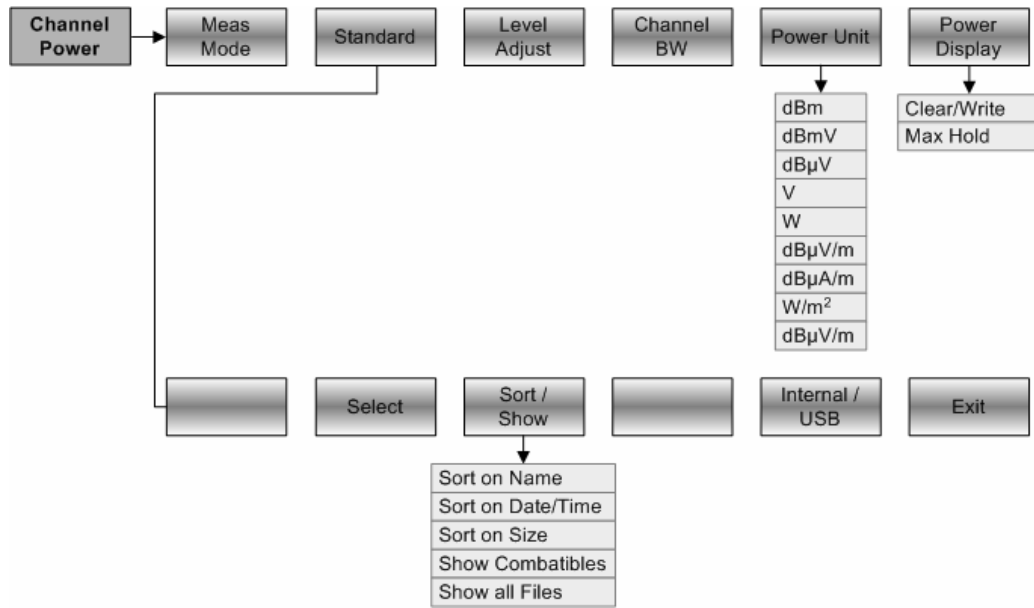 Channel
Power
Meas
Mode
Standard
Level
Adjust
Channel
BW
Power Unit
Power
Display
dBm
dBmV
dBµV
V
W
dBµV/m
dBµA/m
W/m²
dBµV/m
Clear/Write
Max Hold
Select
Sort /
Show
Internal /
USB
Exit
Sort on Name
Sort on Date/Time
Sort on Size
Show Combatibles
Show all Files